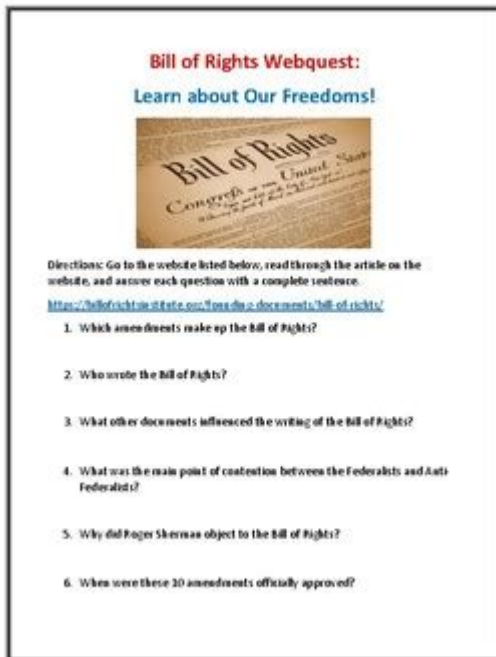 Bill of Rights Webquest:
Learn about Our Freedoms!
Bill of Rights
Congress of the United States
Directions: Go to the website listed below, read through the article on the
website, and answer each question with a complete sentence.
https://billofrightsinstitute.org/founding-documents/bill-of-rights/
1. Which amendments make up the Bill of Rights?
2. Who wrote the Bill of Rights?
3. What other documents influenced the writing of the Bill of Rights?
4. What was the main point of contention between the Federalists and Anti-
Federalists?
5. Why did Roger Sherman object to the Bill of Rights?
6. When were these 10 amendments officially approved?